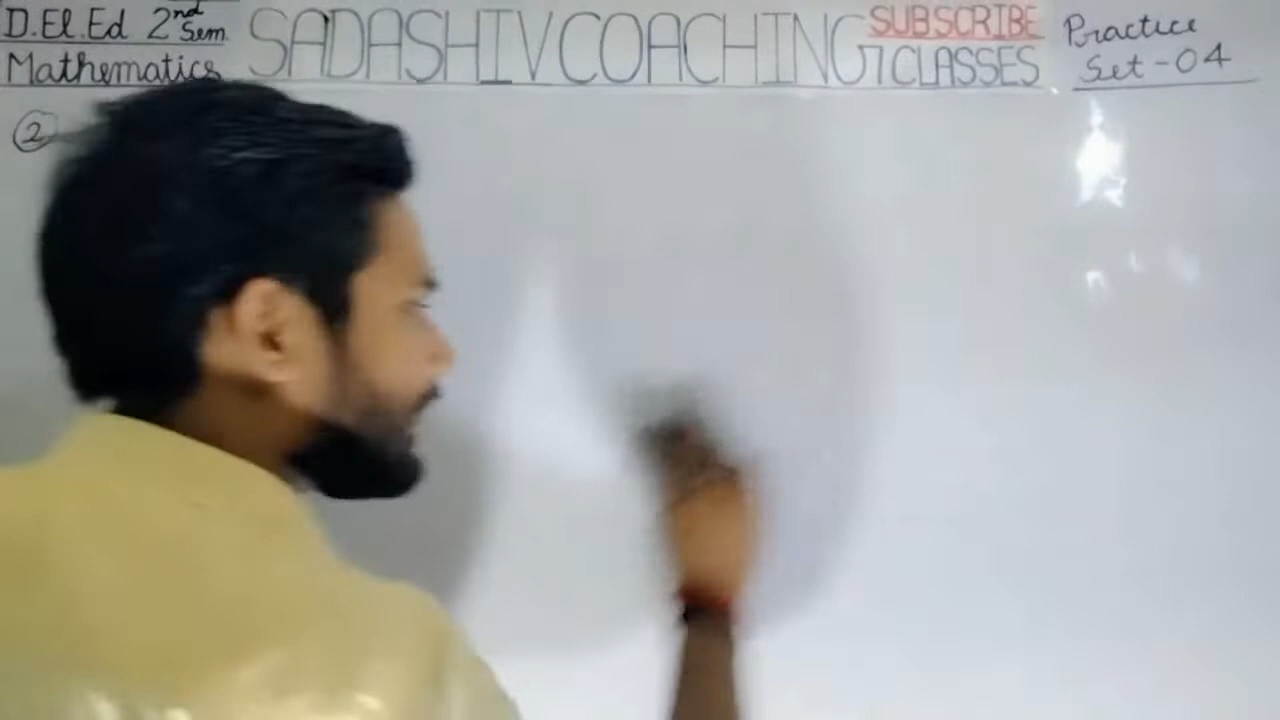 D.El.Ed 2nd Sem
Mathematics
SADASHIV COACHING CLASSES
SUBSCRIBE
Practice
Set-04
2